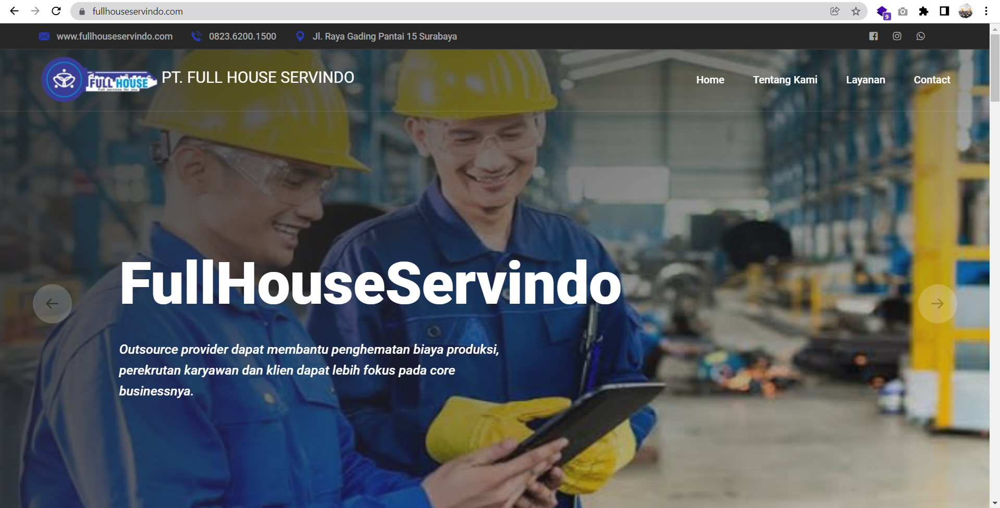 fullhouseservindo.com
9
www.fullhouseservindo.com 0823.6200.1500 Jl. Raya Gading Pantai 15 Surabaya
FULL HOUSE
Full services for you
PT. FULL HOUSE SERVINDO
Home Tentang Kami Layanan Contact
FullHouseServindo
Outsource provider dapat membantu penghematan biaya produksi,
perekrutan karyawan dan klien dapat lebih fokus pada core
businessnya.